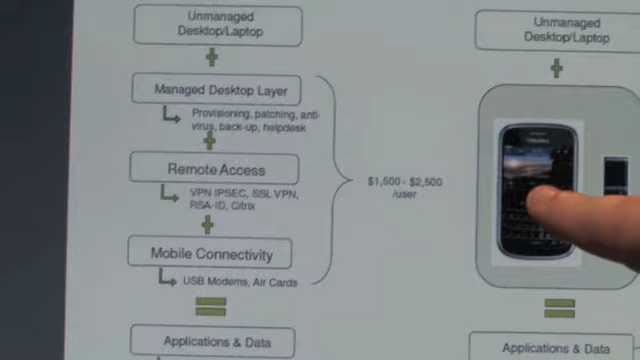 Unmanaged
Desktop/Laptop
Managed Desktop Layer
Provisioning, patching, anti-
virus, back-up, helpdesk
Remote Access
VPN IPSEC, SSL VPN,
RSA-ID, Citrix
Mobile Connectivity
USB Modems, Air Cards
Applications & Data
$1,600 - $2,500
/user
Unmanaged
Desktop/Laptop
Applications & Data